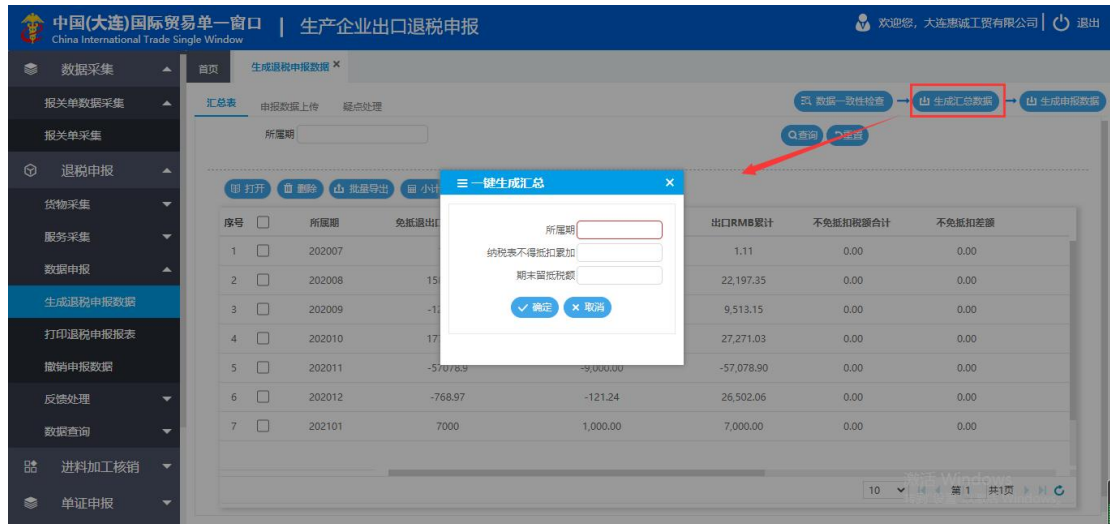 中国(大连)国际贸易单一窗口 | 生产企业出口退税申报
China International Trade Single Window
欢迎您，大连惠诚工贸有限公司 | 退出
数据采集
报关单数据采集
报关单采集
退税申报
货物采集
服务采集
数据申报
生成退税申报数据
打印退税申报报表
撤销申报数据
反馈处理
数据查询
进料加工核销
单证申报
首页 生成退税申报数据 ×
汇总表 申报数据上传 疑点处理
数据一致性检查 → 生成汇总数据 → 生成申报数据
所属期
查询 重置
打开 删除 批量导出 小计
一键生成汇总 ×
所属期
纳税表不得抵扣累加
期末留抵税额
确定 取消
序号 所属期 免抵退出口 出口RMB累计 不免抵扣税额合计 不免抵扣差额
1 202007 1.11 0.00 0.00
2 202008 15 22,197.35 0.00 0.00
3 202009 -1 9,513.15 0.00 0.00
4 202010 17 27,271.03 0.00 0.00
5 202011 -57078.9 -9,000.00 -57,078.90 0.00 0.00
6 202012 -768.97 -121.24 26,502.06 0.00 0.00
7 202101 7000 1,000.00 7,000.00 0.00 0.00
激活 Windows
10 第 1 共1页